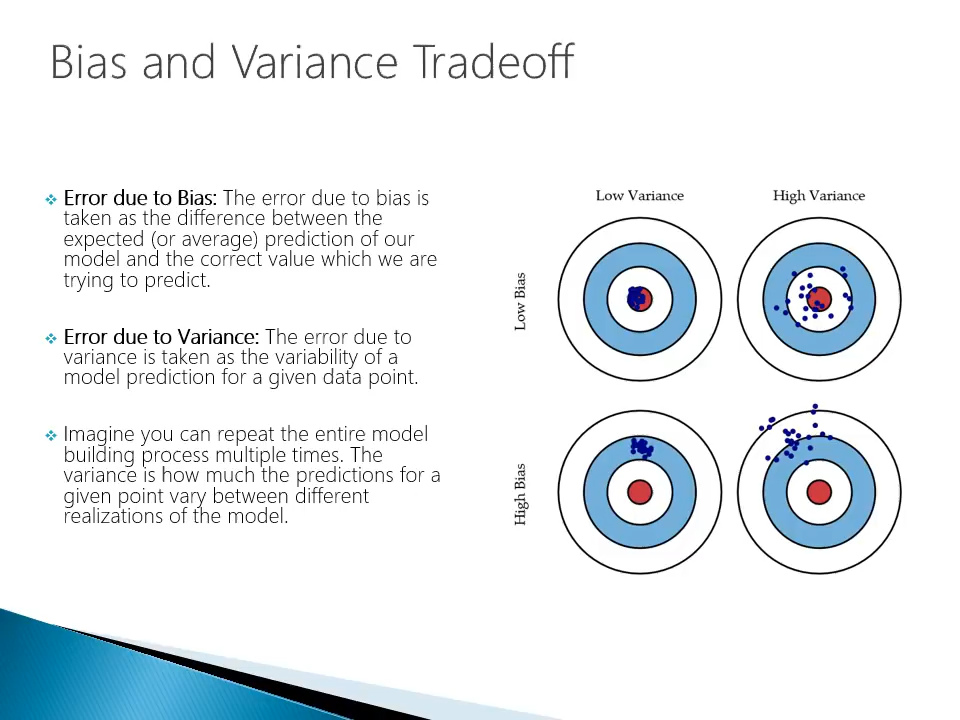 Bias and Variance Tradeoff
Error due to Bias: The error due to bias is
taken as the difference between the
expected (or average) prediction of our
model and the correct value which we are
trying to predict.
Error due to Variance: The error due to
variance is taken as the variability of a
model prediction for a given data point.
Imagine you can repeat the entire model
building process multiple times. The
variance is how much the predictions for a
given point vary between different
realizations of the model.
Low Variance
High Variance
Low Bias
High Bias